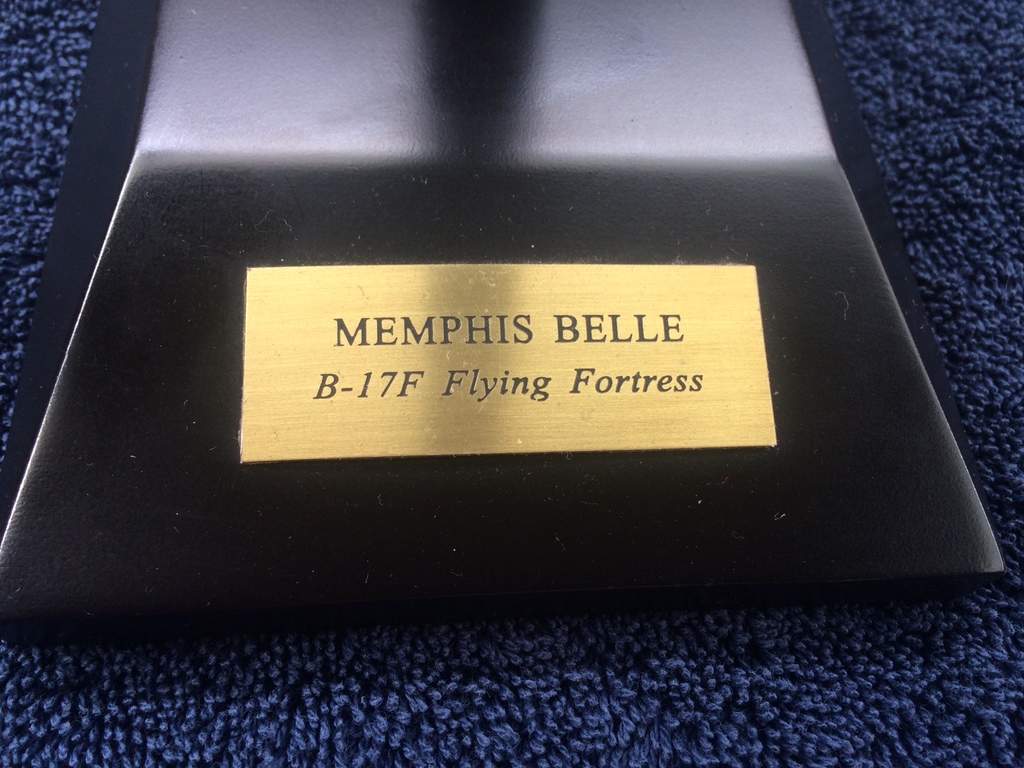 MEMPHIS BELLE
B-17F Flying Fortress